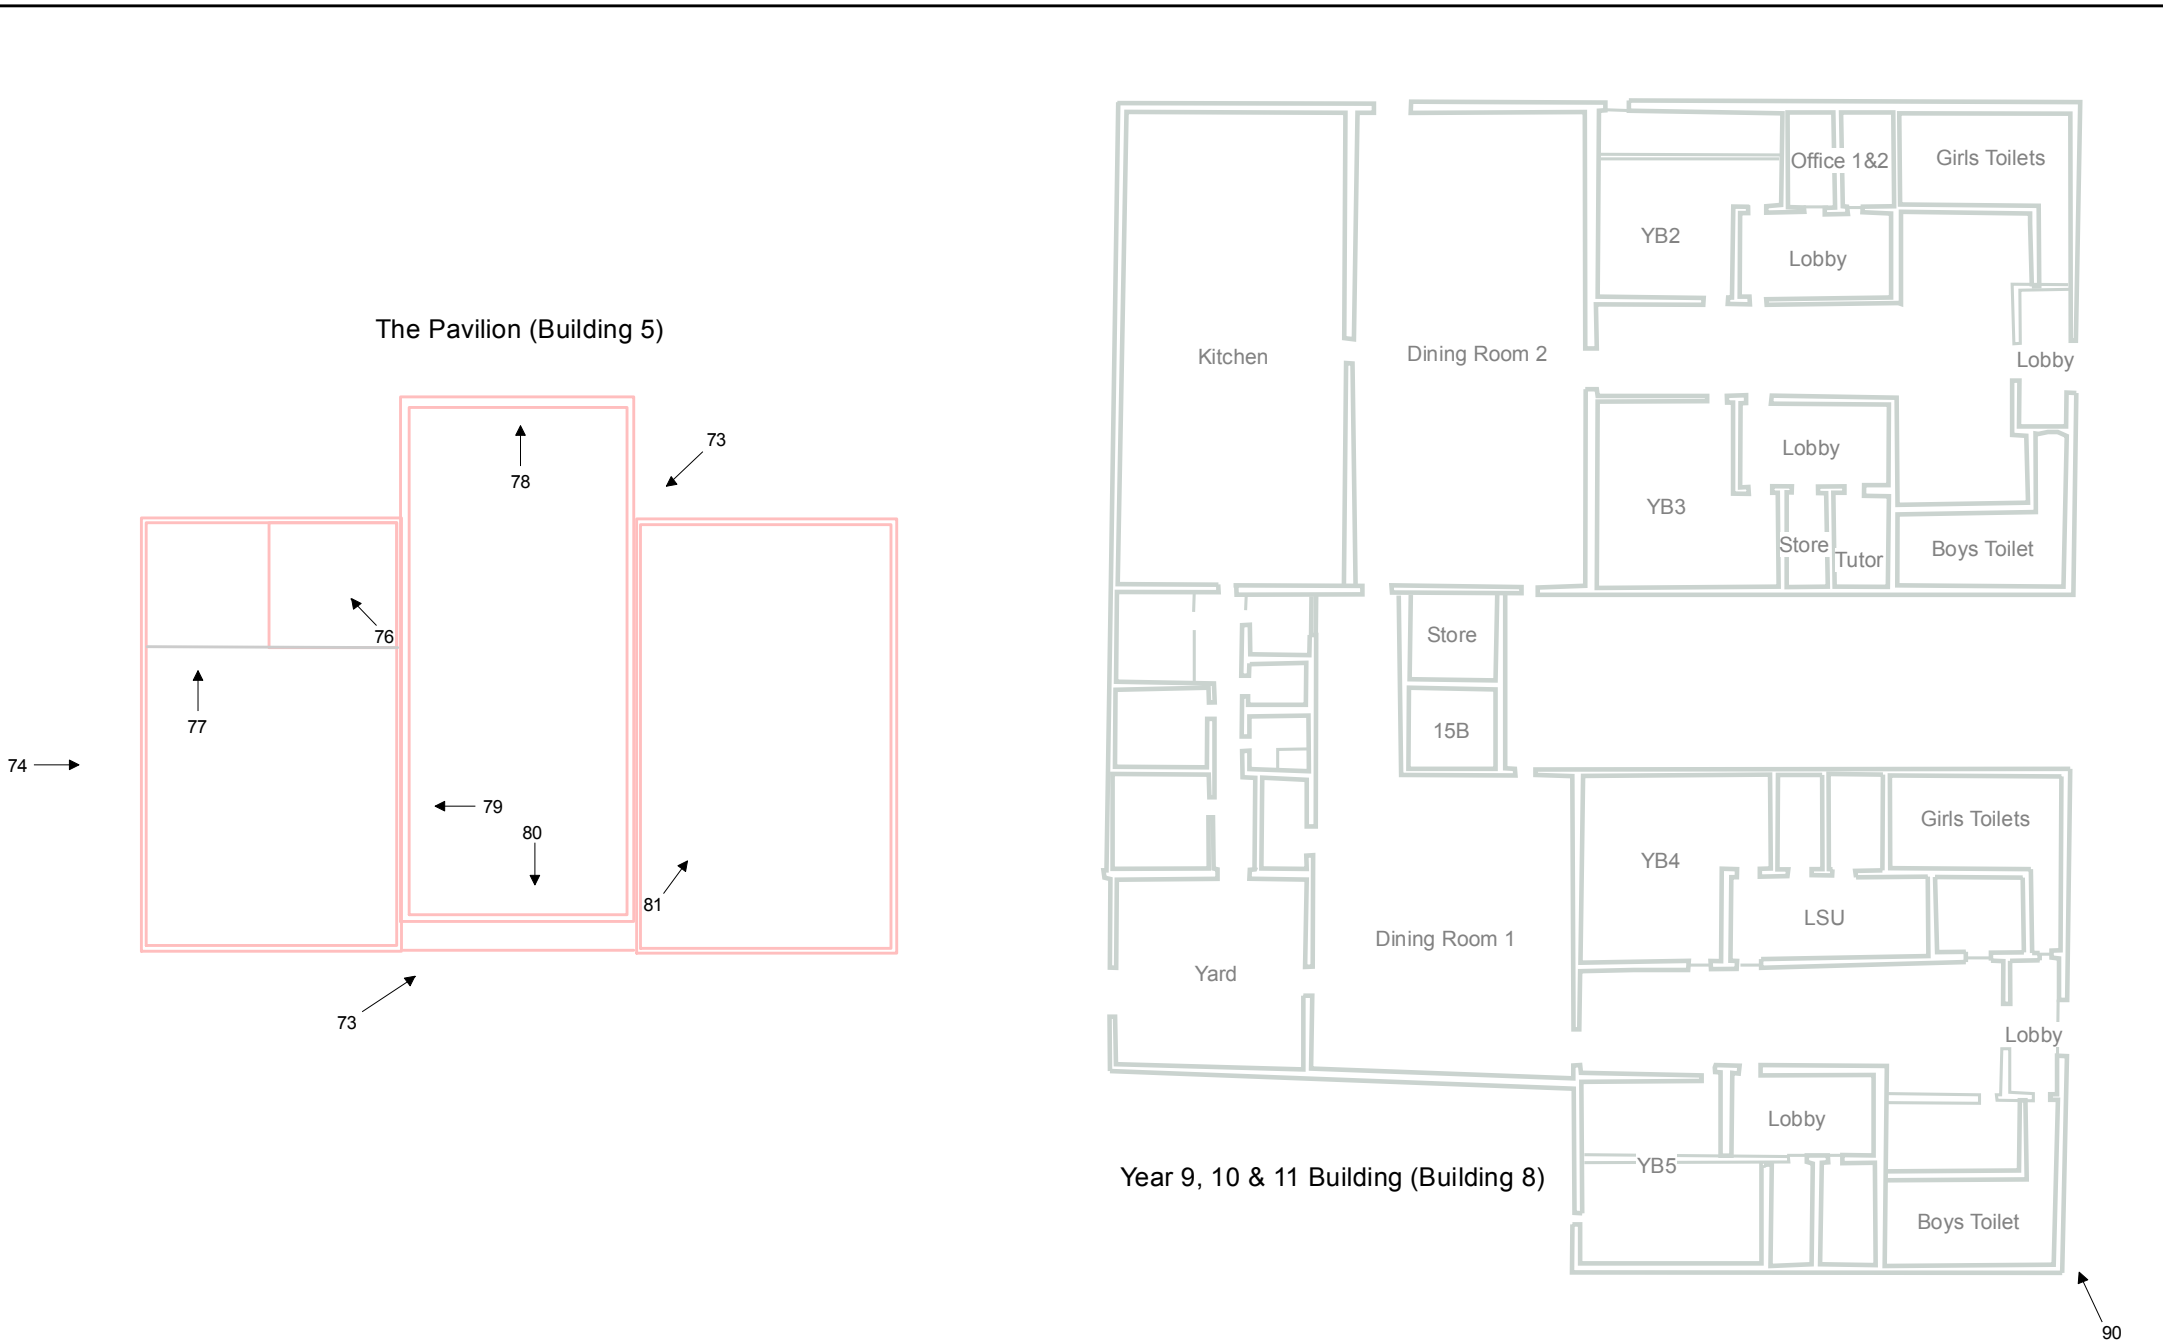 The Pavilion (Building 5)
73
78
76
77
74
79
80
81
73
Office 1&2
Girls Toilets
YB2
Lobby
Kitchen
Dining Room 2
Lobby
Lobby
YB3
Store
Tutor
Boys Toilet
Store
15B
Girls Toilets
YB4
LSU
Dining Room 1
Yard
Lobby
Lobby
YB5
Year 9, 10 & 11 Building (Building 8)
Boys Toilet
90